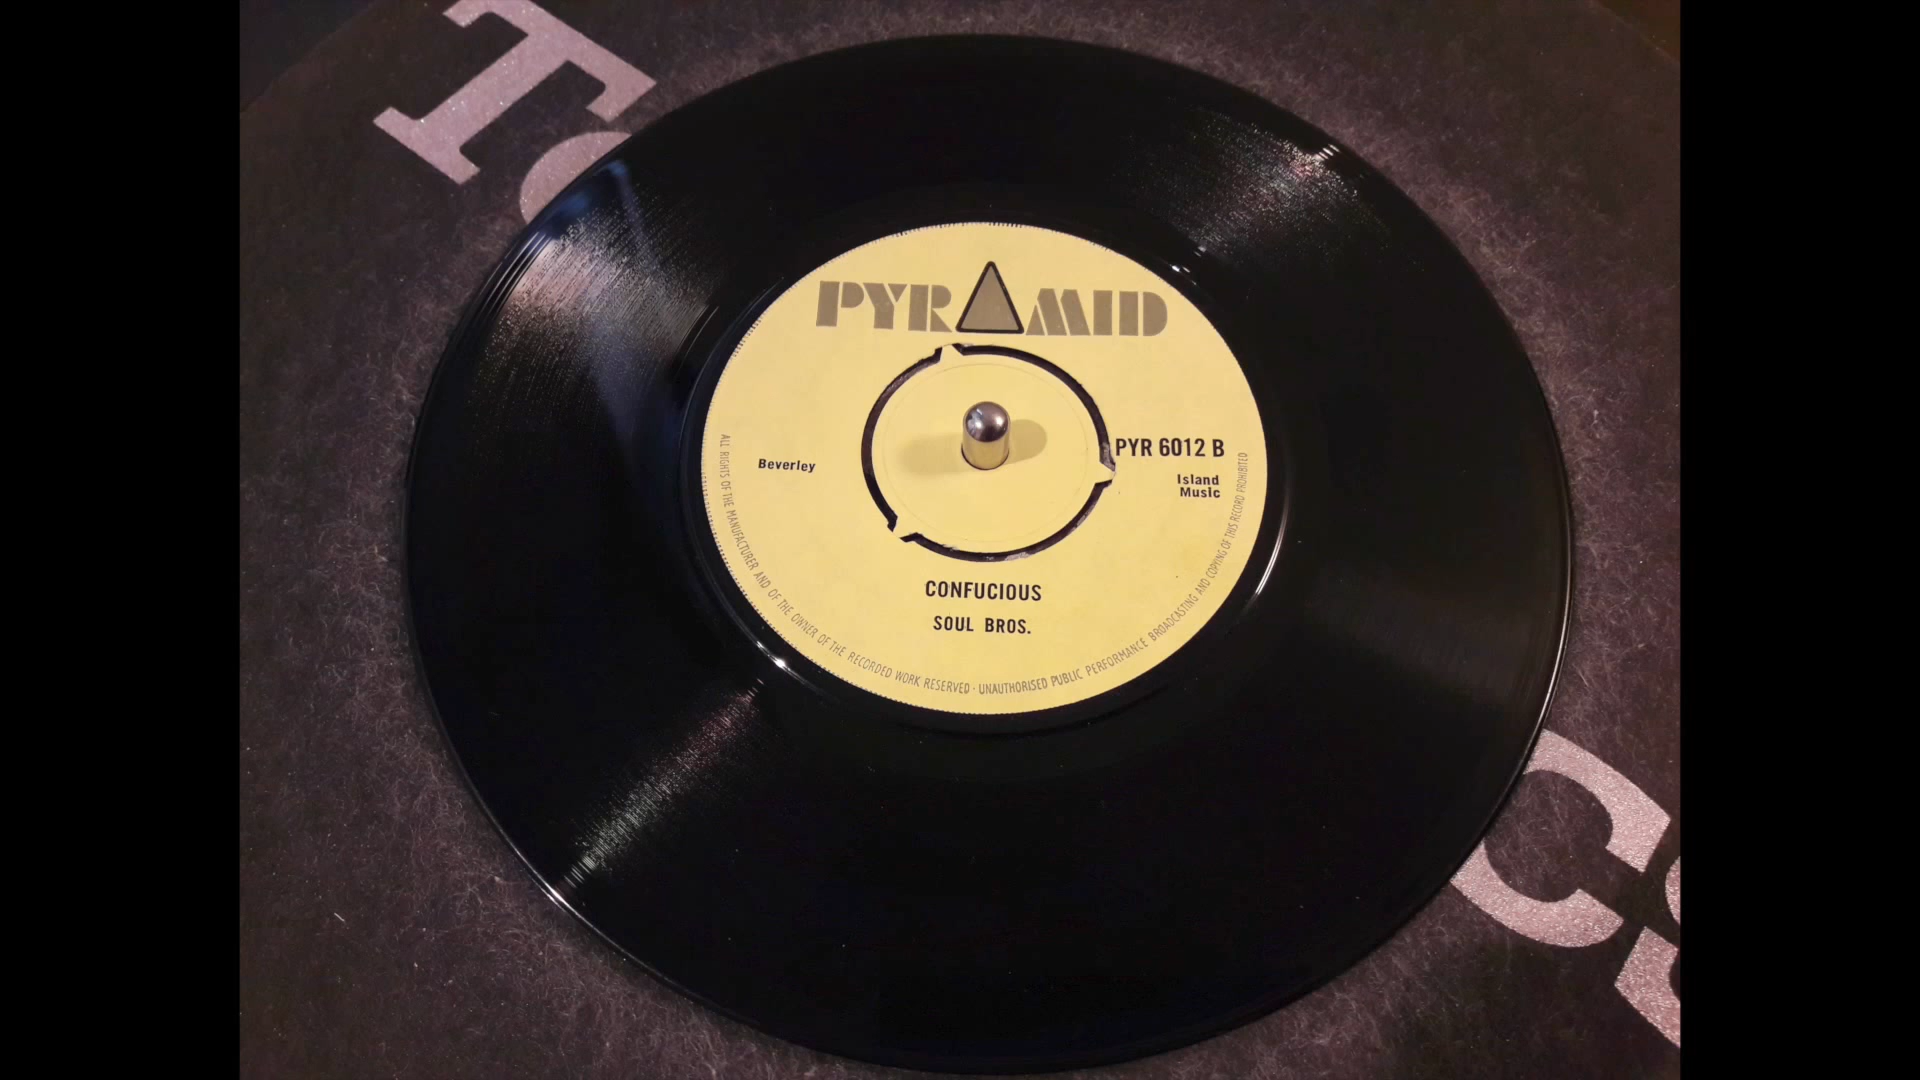 PYRAMID
Beverley
PYR 6012 B
Island
Music
CONFUCIOUS
SOUL BROS.
ALL RIGHTS OF THE MANUFACTURER AND OF THE OWNER OF THE RECORDED WORK RESERVED · UNAUTHORISED PUBLIC PERFORMANCE BROADCASTING AND COPYING OF THIS RECORD PROHIBITED